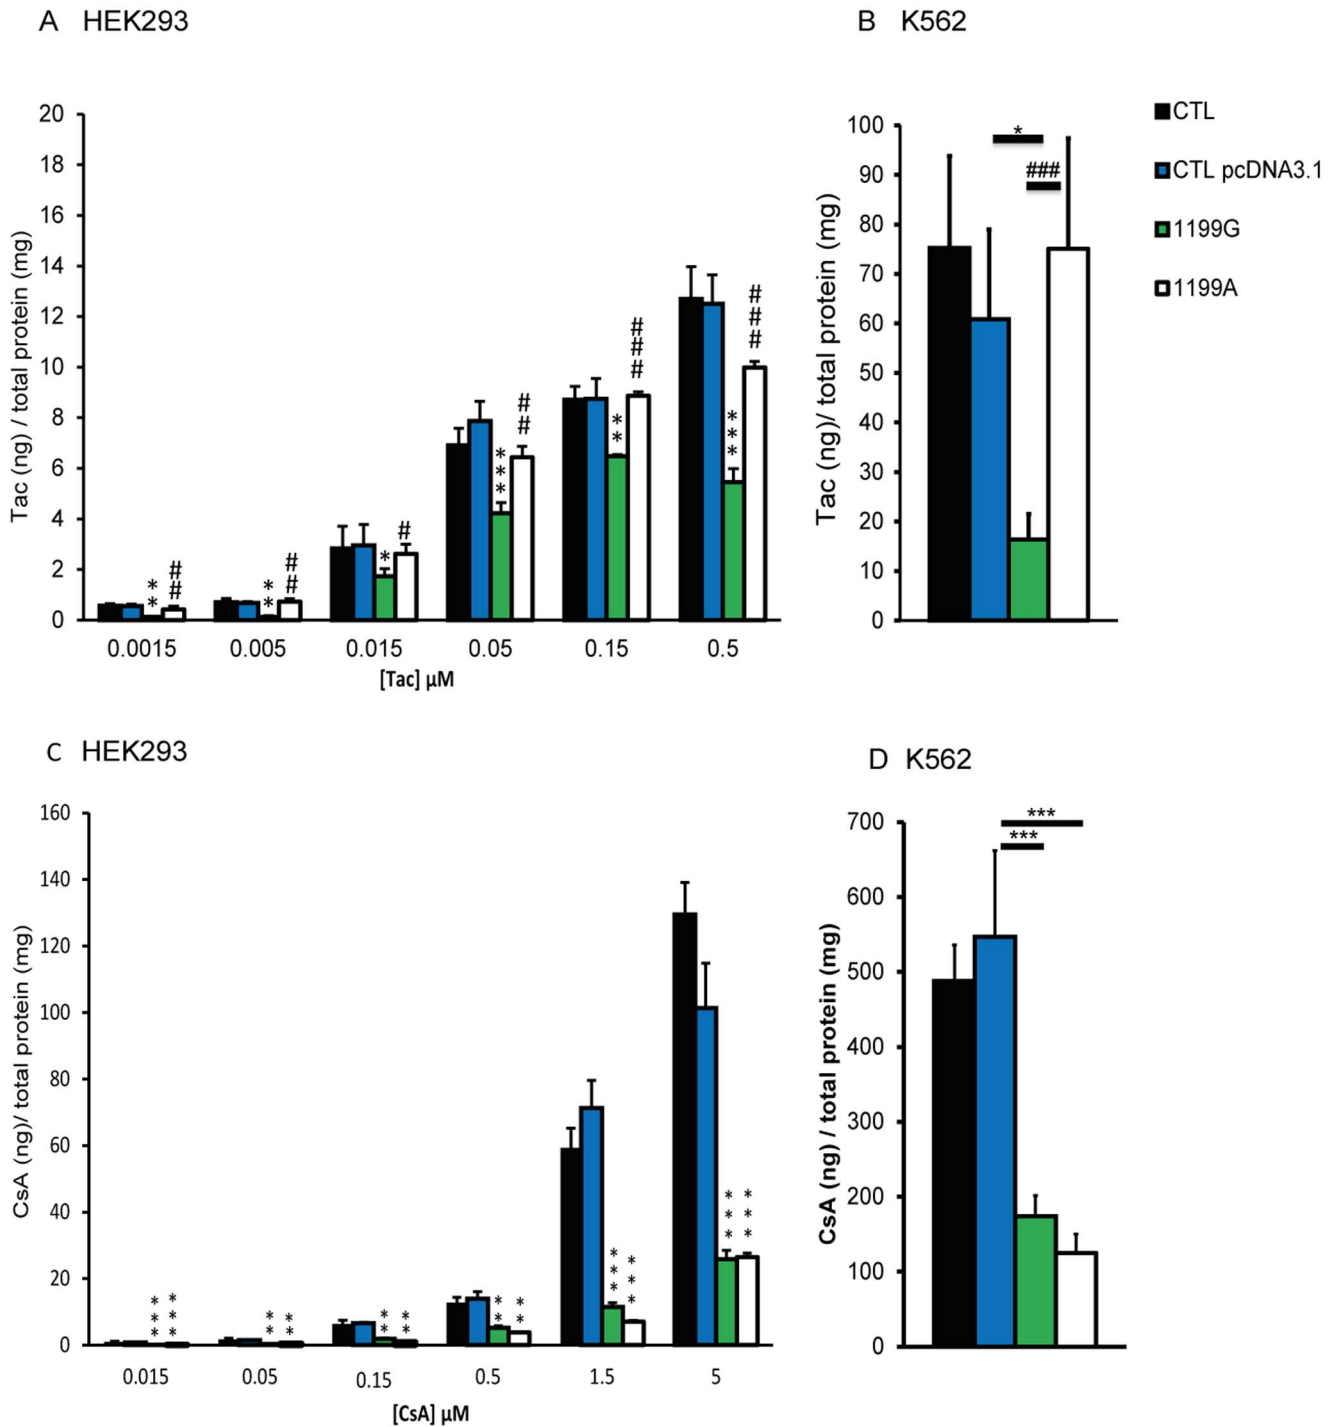 A HEK293
B K562
20
18
16
14
12
10
8
6
4
2
0
Tac (ng) / total protein (mg)
# # #
# # #
# #
* * *
* *
* * *
#
*
# #
* *
# #
* *
0.0015 0.005 0.015 0.05 0.15 0.5
[Tac] µM
100
90
80
70
60
50
40
30
20
10
0
Tac (ng)/ total protein (mg)
*
###
CTL
CTL pcDNA3.1
1199G
1199A
C HEK293
D K562
160
140
120
100
80
60
40
20
0
CsA (ng)/ total protein (mg)
* * * * * *
* * * *
* * * *
* * * *
* * * * * *
* * * * * *
0.015 0.05 0.15 0.5 1.5 5
[CsA] µM
700
600
500
400
300
200
100
0
CsA (ng) / total protein (mg)
***
***